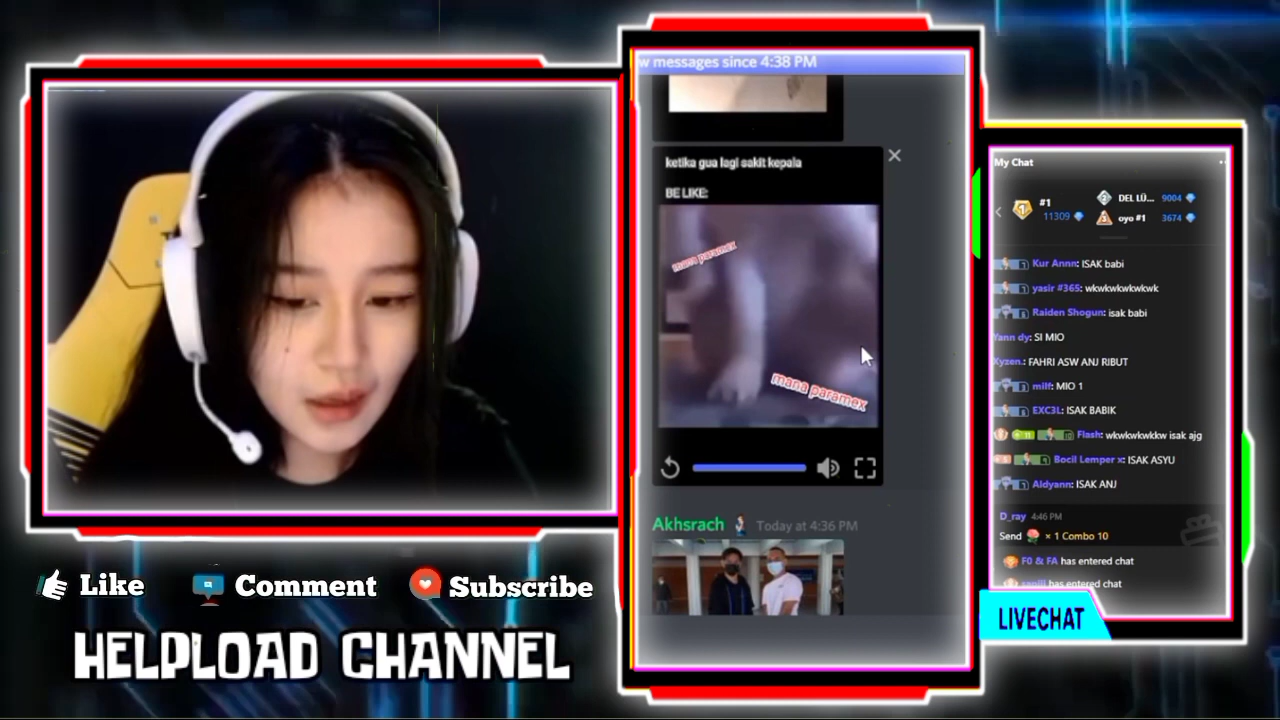 w messages since 4:38 PM
ketika gua lagi sakit kepala
BE LIKE:
mana paramex
mana paramex
Akhsrach Today at 4:36 PM
My Chat
#1
11309
DEL LÜ... 9004
oyo #1 3674
Kur Annn: ISAK babi
yasir #365: wkwkwkwkwkwk
Raiden Shogun: isak babi
Yann dy: SI MIO
Kyzen.: FAHRI ASW ANJ RIBUT
milf: MIO 1
EXC3L: ISAK BABIK
11 Flash: wkwkwkwkkw isak ajg
Bocil Lemper x: ISAK ASYU
Aldyann: ISAK ANJ
D_ray 4:46 PM
Send × 1 Combo 10
F0 & FA has entered chat
has entered chat
LIVECHAT
Like Comment Subscribe
HELPLOAD CHANNEL